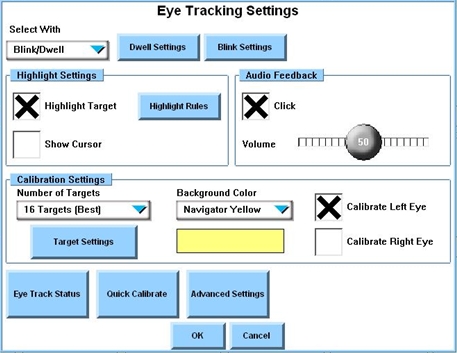 Eye Tracking Settings
Select With
Blink/Dwell
Dwell Settings
Blink Settings
Highlight Settings
Audio Feedback
Highlight Target
Highlight Rules
Click
Show Cursor
Volume
50
Calibration Settings
Number of Targets
Background Color
16 Targets (Best)
Navigator Yellow
Calibrate Left Eye
Target Settings
Calibrate Right Eye
Eye Track Status
Quick Calibrate
Advanced Settings
OK
Cancel